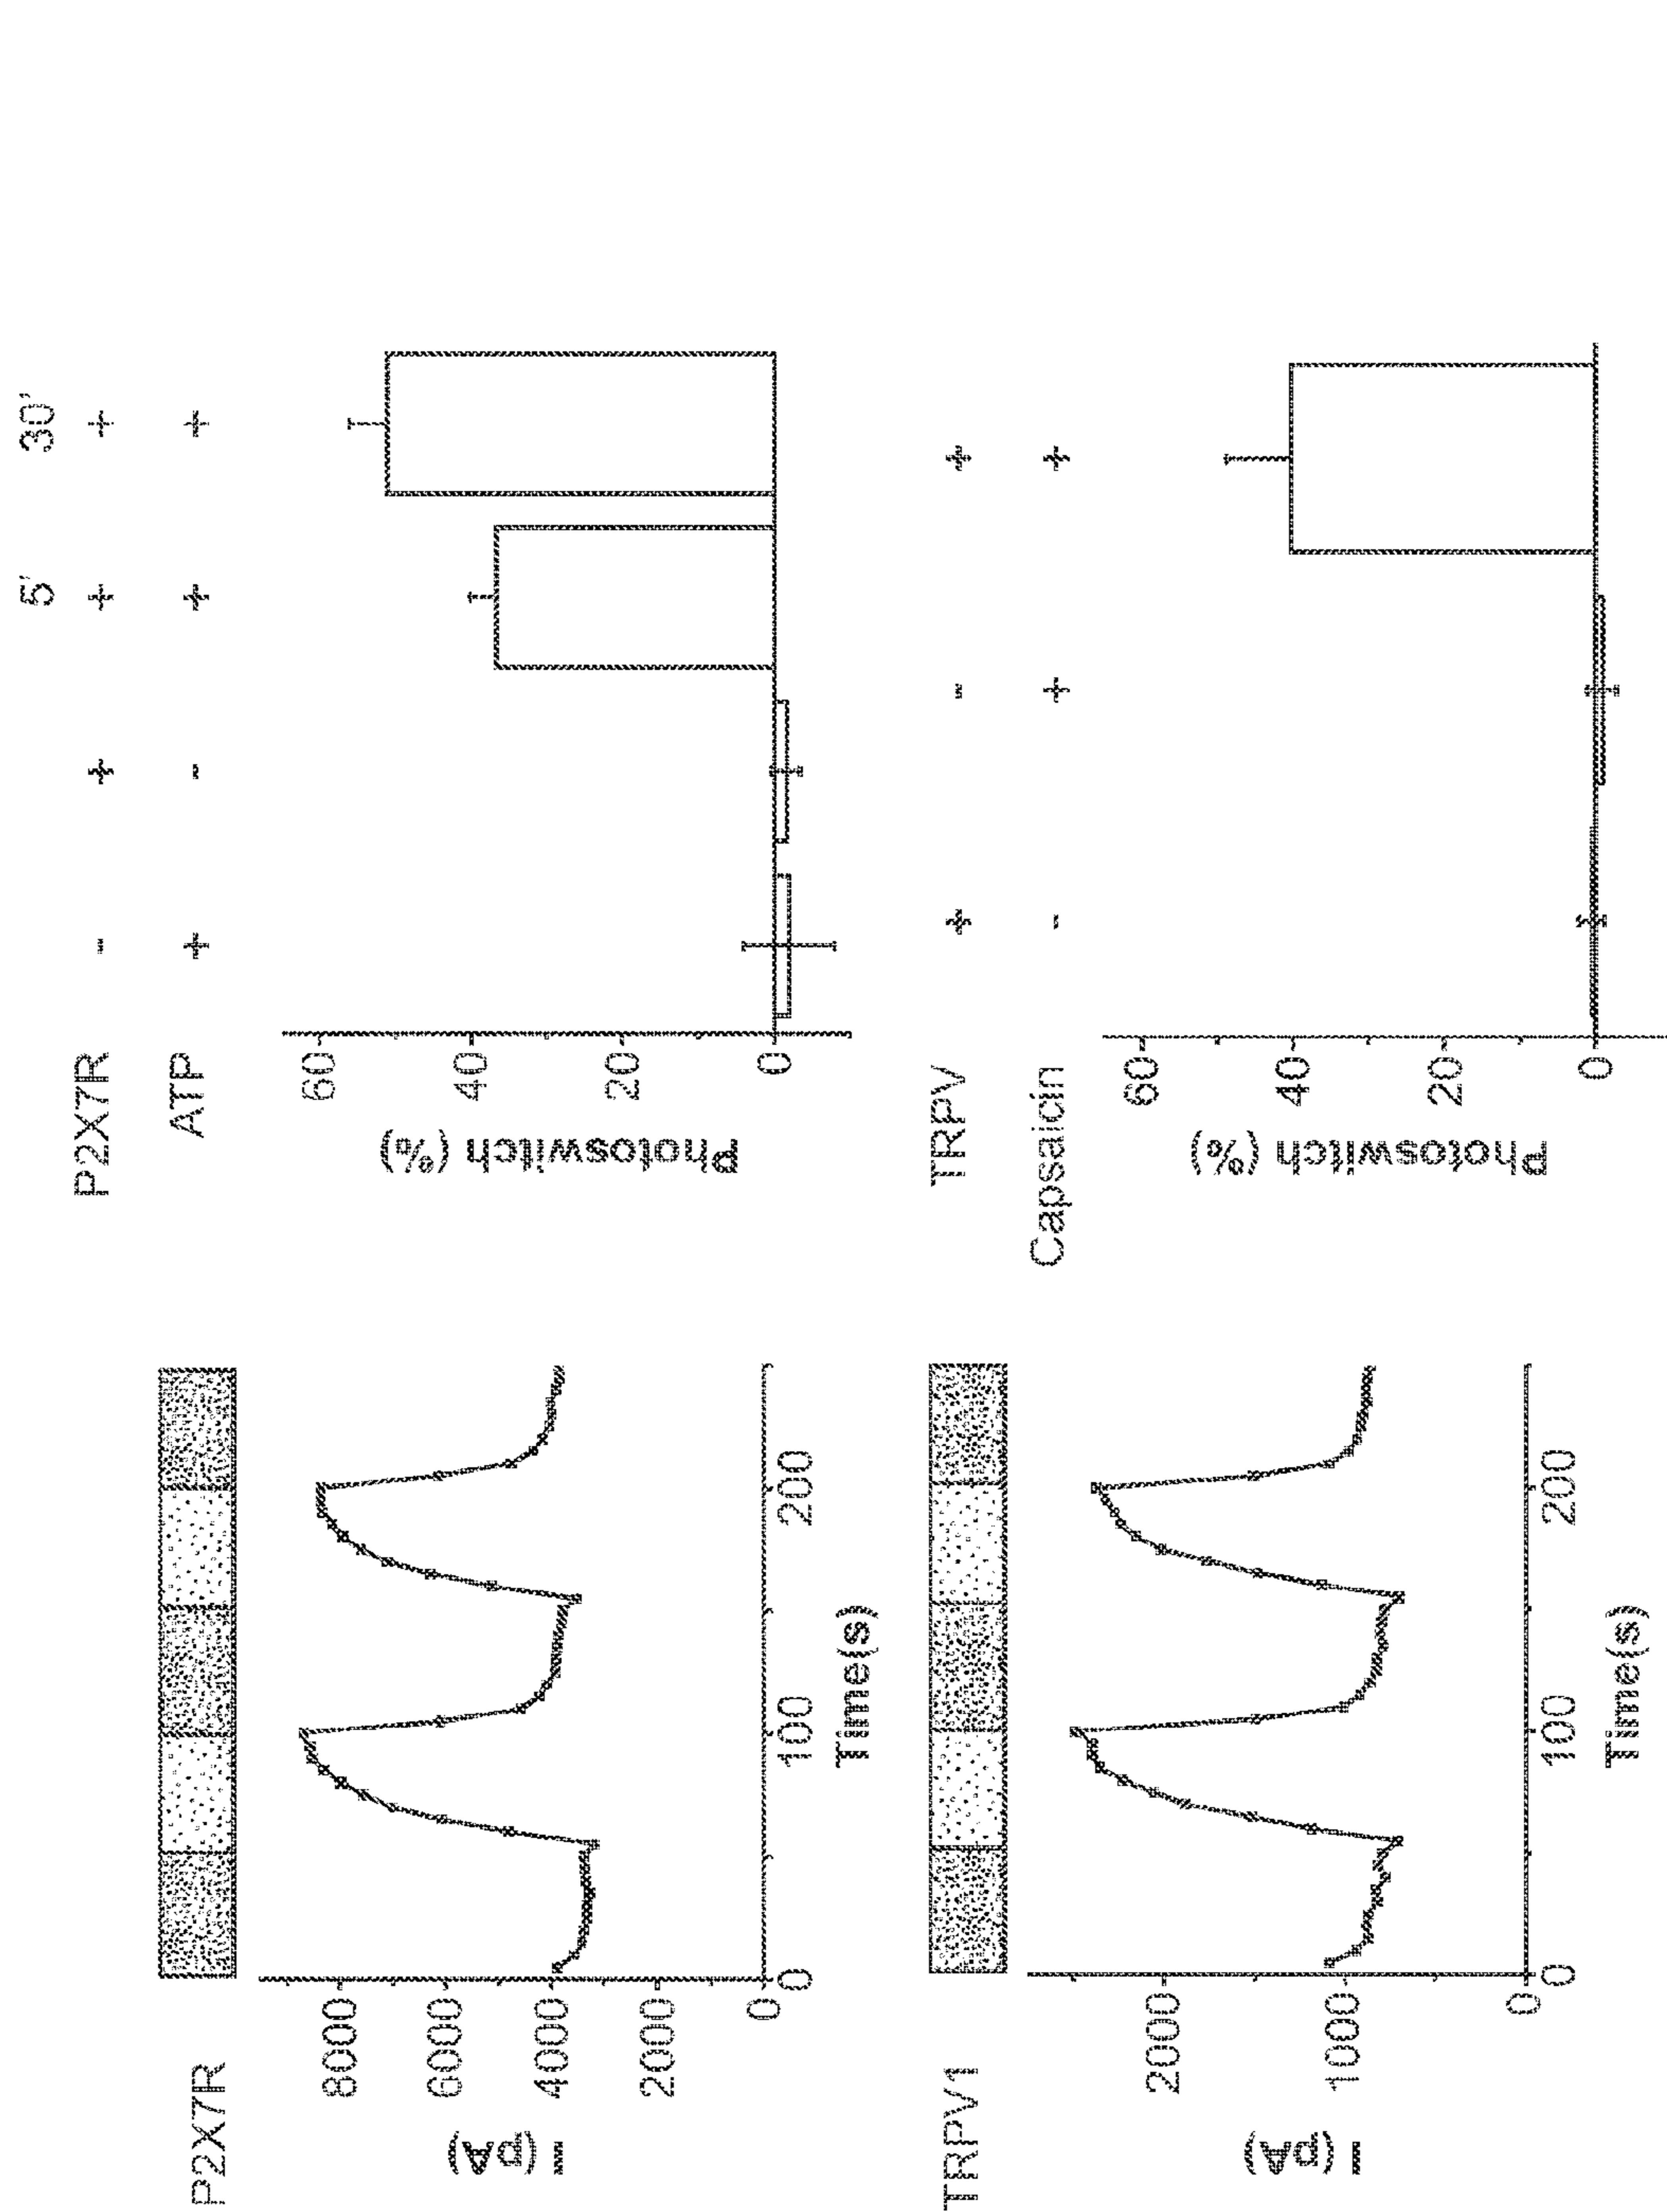 P2X7R
I (pA)
8000
6000
4000
2000
0
0 100 200
Time(s)
5' 30'
P2X7R - + + +
ATP + - + +
Photoswitch (%)
60
40
20
0
TRPV1
I (pA)
2000
1000
0
0 100 200
Time(s)
TRPV + - +
Capsaicin - + +
Photoswitch (%)
60
40
20
0